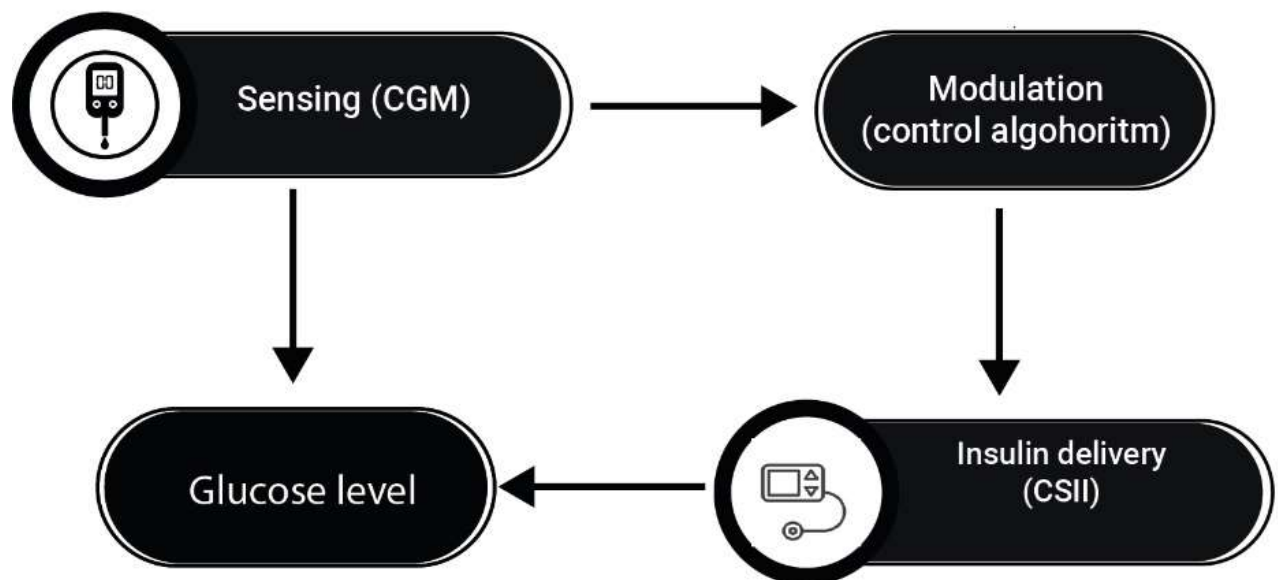 Sensing (CGM)
Modulation
(control algohoritm)
Glucose level
Insulin delivery
(CSII)